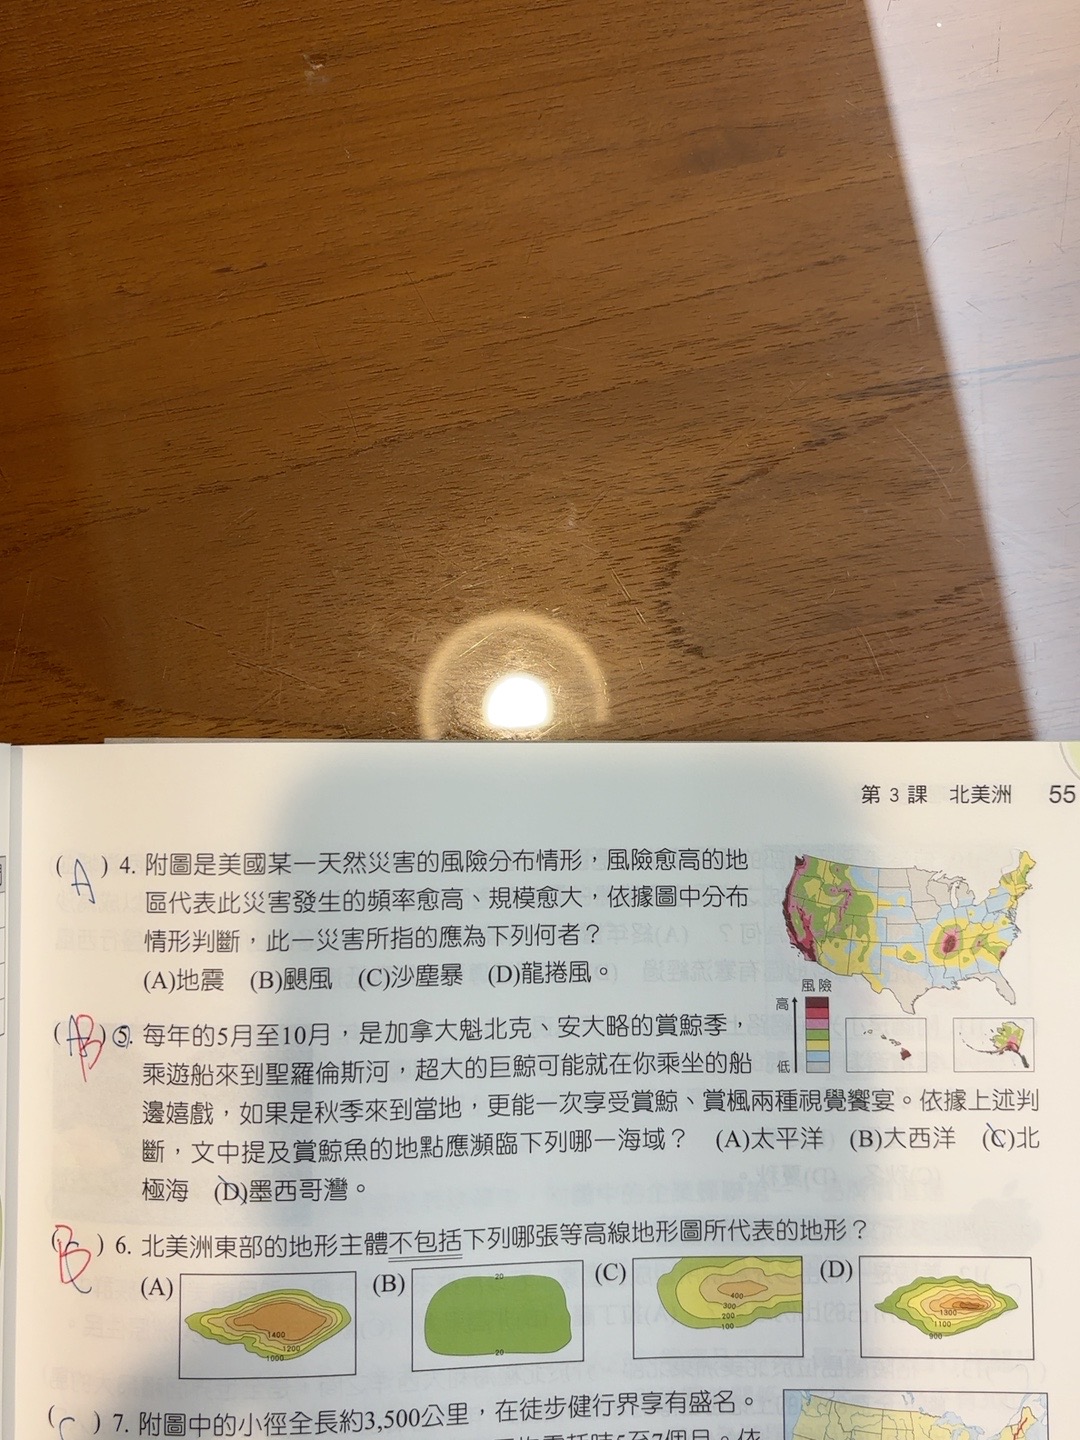 第 3 課　北美洲　55
( A ) 4. 附圖是美國某一天然災害的風險分布情形，風險愈高的地
區代表此災害發生的頻率愈高、規模愈大，依據圖中分布
情形判斷，此一災害所指的應為下列何者？
(A)地震　(B)颶風　(C)沙塵暴　(D)龍捲風。
風險
高
低
( B ) 5. 每年的5月至10月，是加拿大魁北克、安大略的賞鯨季，
乘遊船來到聖羅倫斯河，超大的巨鯨可能就在你乘坐的船
邊嬉戲，如果是秋季來到當地，更能一次享受賞鯨、賞楓兩種視覺饗宴。依據上述判
斷，文中提及賞鯨魚的地點應瀕臨下列哪一海域？　(A)太平洋　(B)大西洋　(C)北
極海　(D)墨西哥灣。
( B ) 6. 北美洲東部的地形主體不包括下列哪張等高線地形圖所代表的地形？
(A)
1400
1200
1000
(B)
20
20
(C)
400
300
200
100
(D)
1300
1100
900
( C ) 7. 附圖中的小徑全長約3,500公里，在徒步健行界享有盛名。